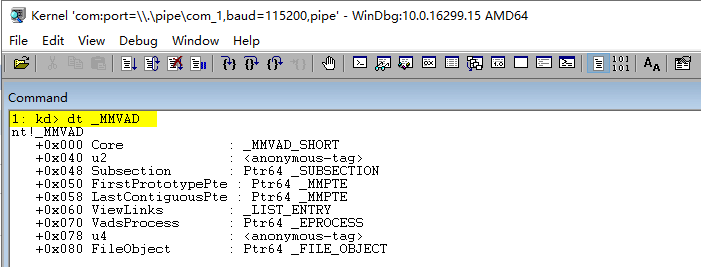 Kernel 'com:port=\\.\pipe\com_1,baud=115200,pipe' - WinDbg:10.0.16299.15 AMD64
File Edit View Debug Window Help
101
101
AA
Command
1: kd> dt _MMVAD
nt!_MMVAD
+0x000 Core : _MMVAD_SHORT
+0x040 u2 : <anonymous-tag>
+0x048 Subsection : Ptr64 _SUBSECTION
+0x050 FirstPrototypePte : Ptr64 _MMPTE
+0x058 LastContiguousPte : Ptr64 _MMPTE
+0x060 ViewLinks : _LIST_ENTRY
+0x070 VadsProcess : Ptr64 _EPROCESS
+0x078 u4 : <anonymous-tag>
+0x080 FileObject : Ptr64 _FILE_OBJECT